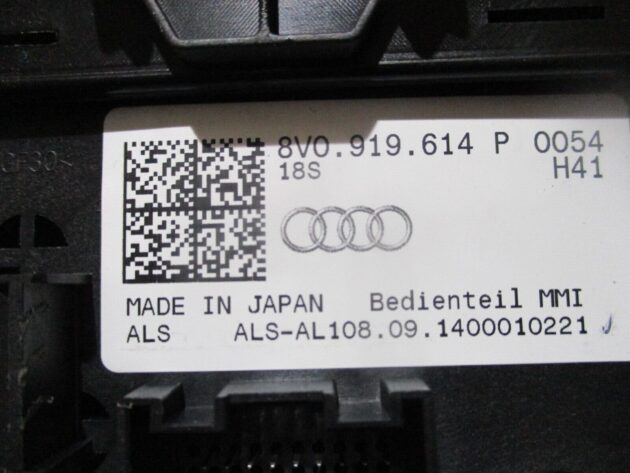 8V0.919.614 P 0054
18S H41
MADE IN JAPAN Bedienteil MMI
ALS ALS-AL108.09.1400010221